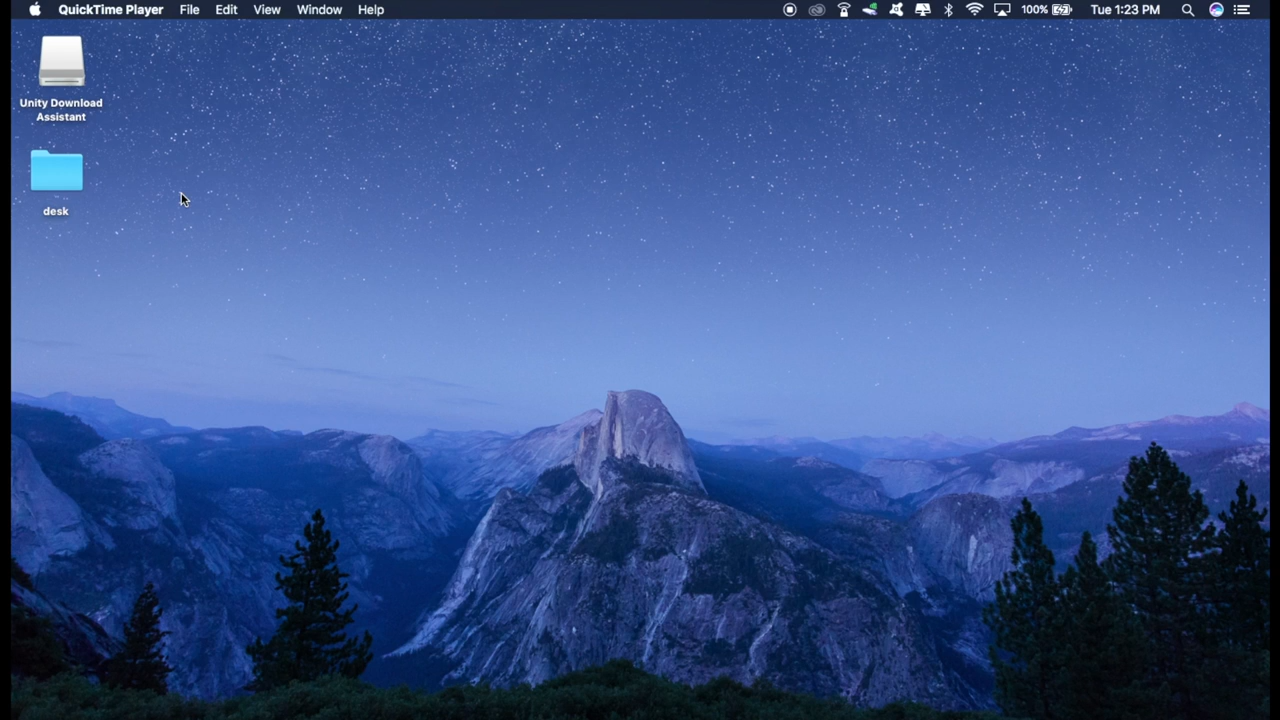 QuickTime Player File Edit View Window Help 100% Tue 1:23 PM
Unity Download
Assistant
desk